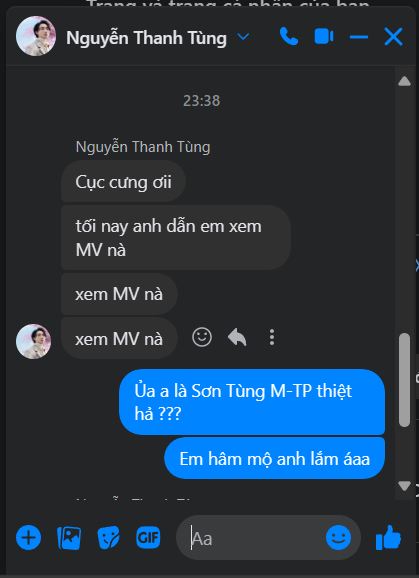 Trang và trang cá nhân của bạn
Nguyễn Thanh Tùng
23:38
Nguyễn Thanh Tùng
Cục cưng ơii
tối nay anh dẫn em xem
MV nà
xem MV nà
xem MV nà
Ủa a là Sơn Tùng M-TP thiệt
hả ???
Em hâm mộ anh lắm áaa
GIF
Aa